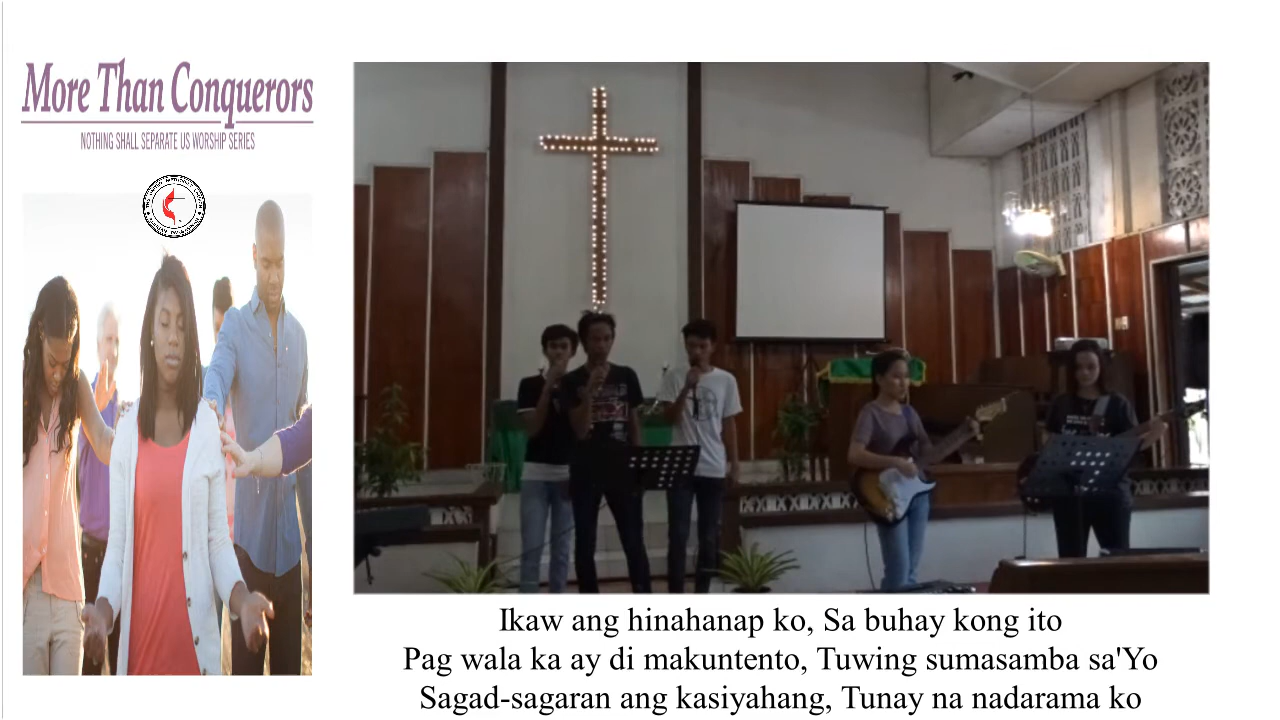 More Than Conquerors
NOTHING SHALL SEPARATE US WORSHIP SERIES
Ikaw ang hinahanap ko, Sa buhay kong ito
Pag wala ka ay di makuntento, Tuwing sumasamba sa'Yo
Sagad-sagaran ang kasiyahang, Tunay na nadarama ko